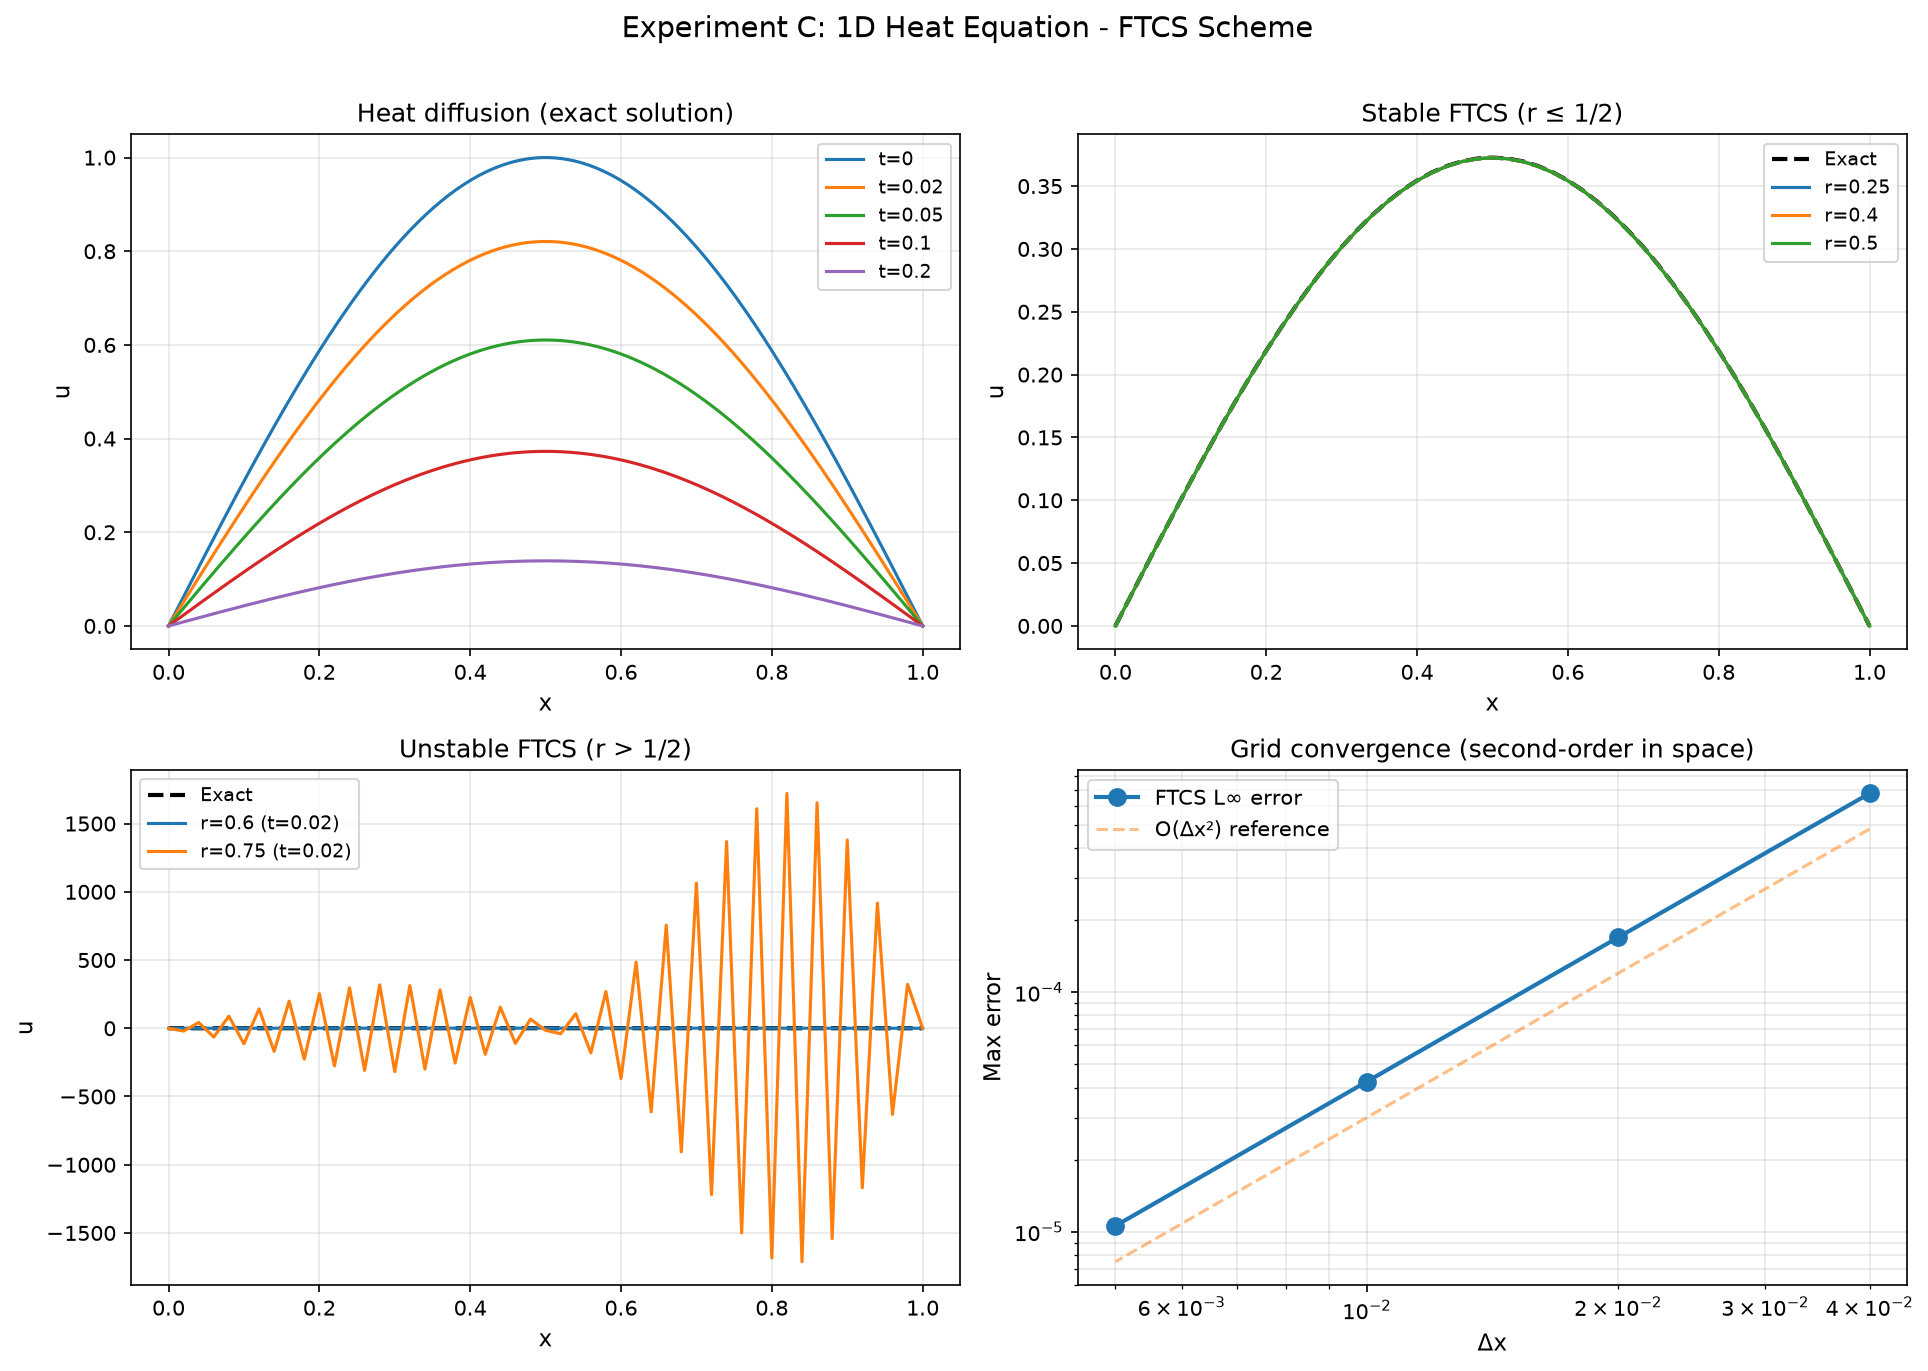 Experiment C: 1D Heat Equation - FTCS Scheme
Heat diffusion (exact solution)
t=0
t=0.02
t=0.05
t=0.1
t=0.2
1.0
0.8
0.6
0.4
0.2
0.0
u
0.0 0.2 0.4 0.6 0.8 1.0
x
Stable FTCS (r ≤ 1/2)
Exact
r=0.25
r=0.4
r=0.5
0.35
0.30
0.25
0.20
0.15
0.10
0.05
0.00
u
0.0 0.2 0.4 0.6 0.8 1.0
x
Unstable FTCS (r > 1/2)
Exact
r=0.6 (t=0.02)
r=0.75 (t=0.02)
1500
1000
500
0
−500
−1000
−1500
u
0.0 0.2 0.4 0.6 0.8 1.0
x
Grid convergence (second-order in space)
FTCS L∞ error
O(Δx²) reference
10⁻⁴
10⁻⁵
Max error
6 × 10⁻³ 10⁻² 2 × 10⁻² 3 × 10⁻² 4 × 10⁻²
Δx